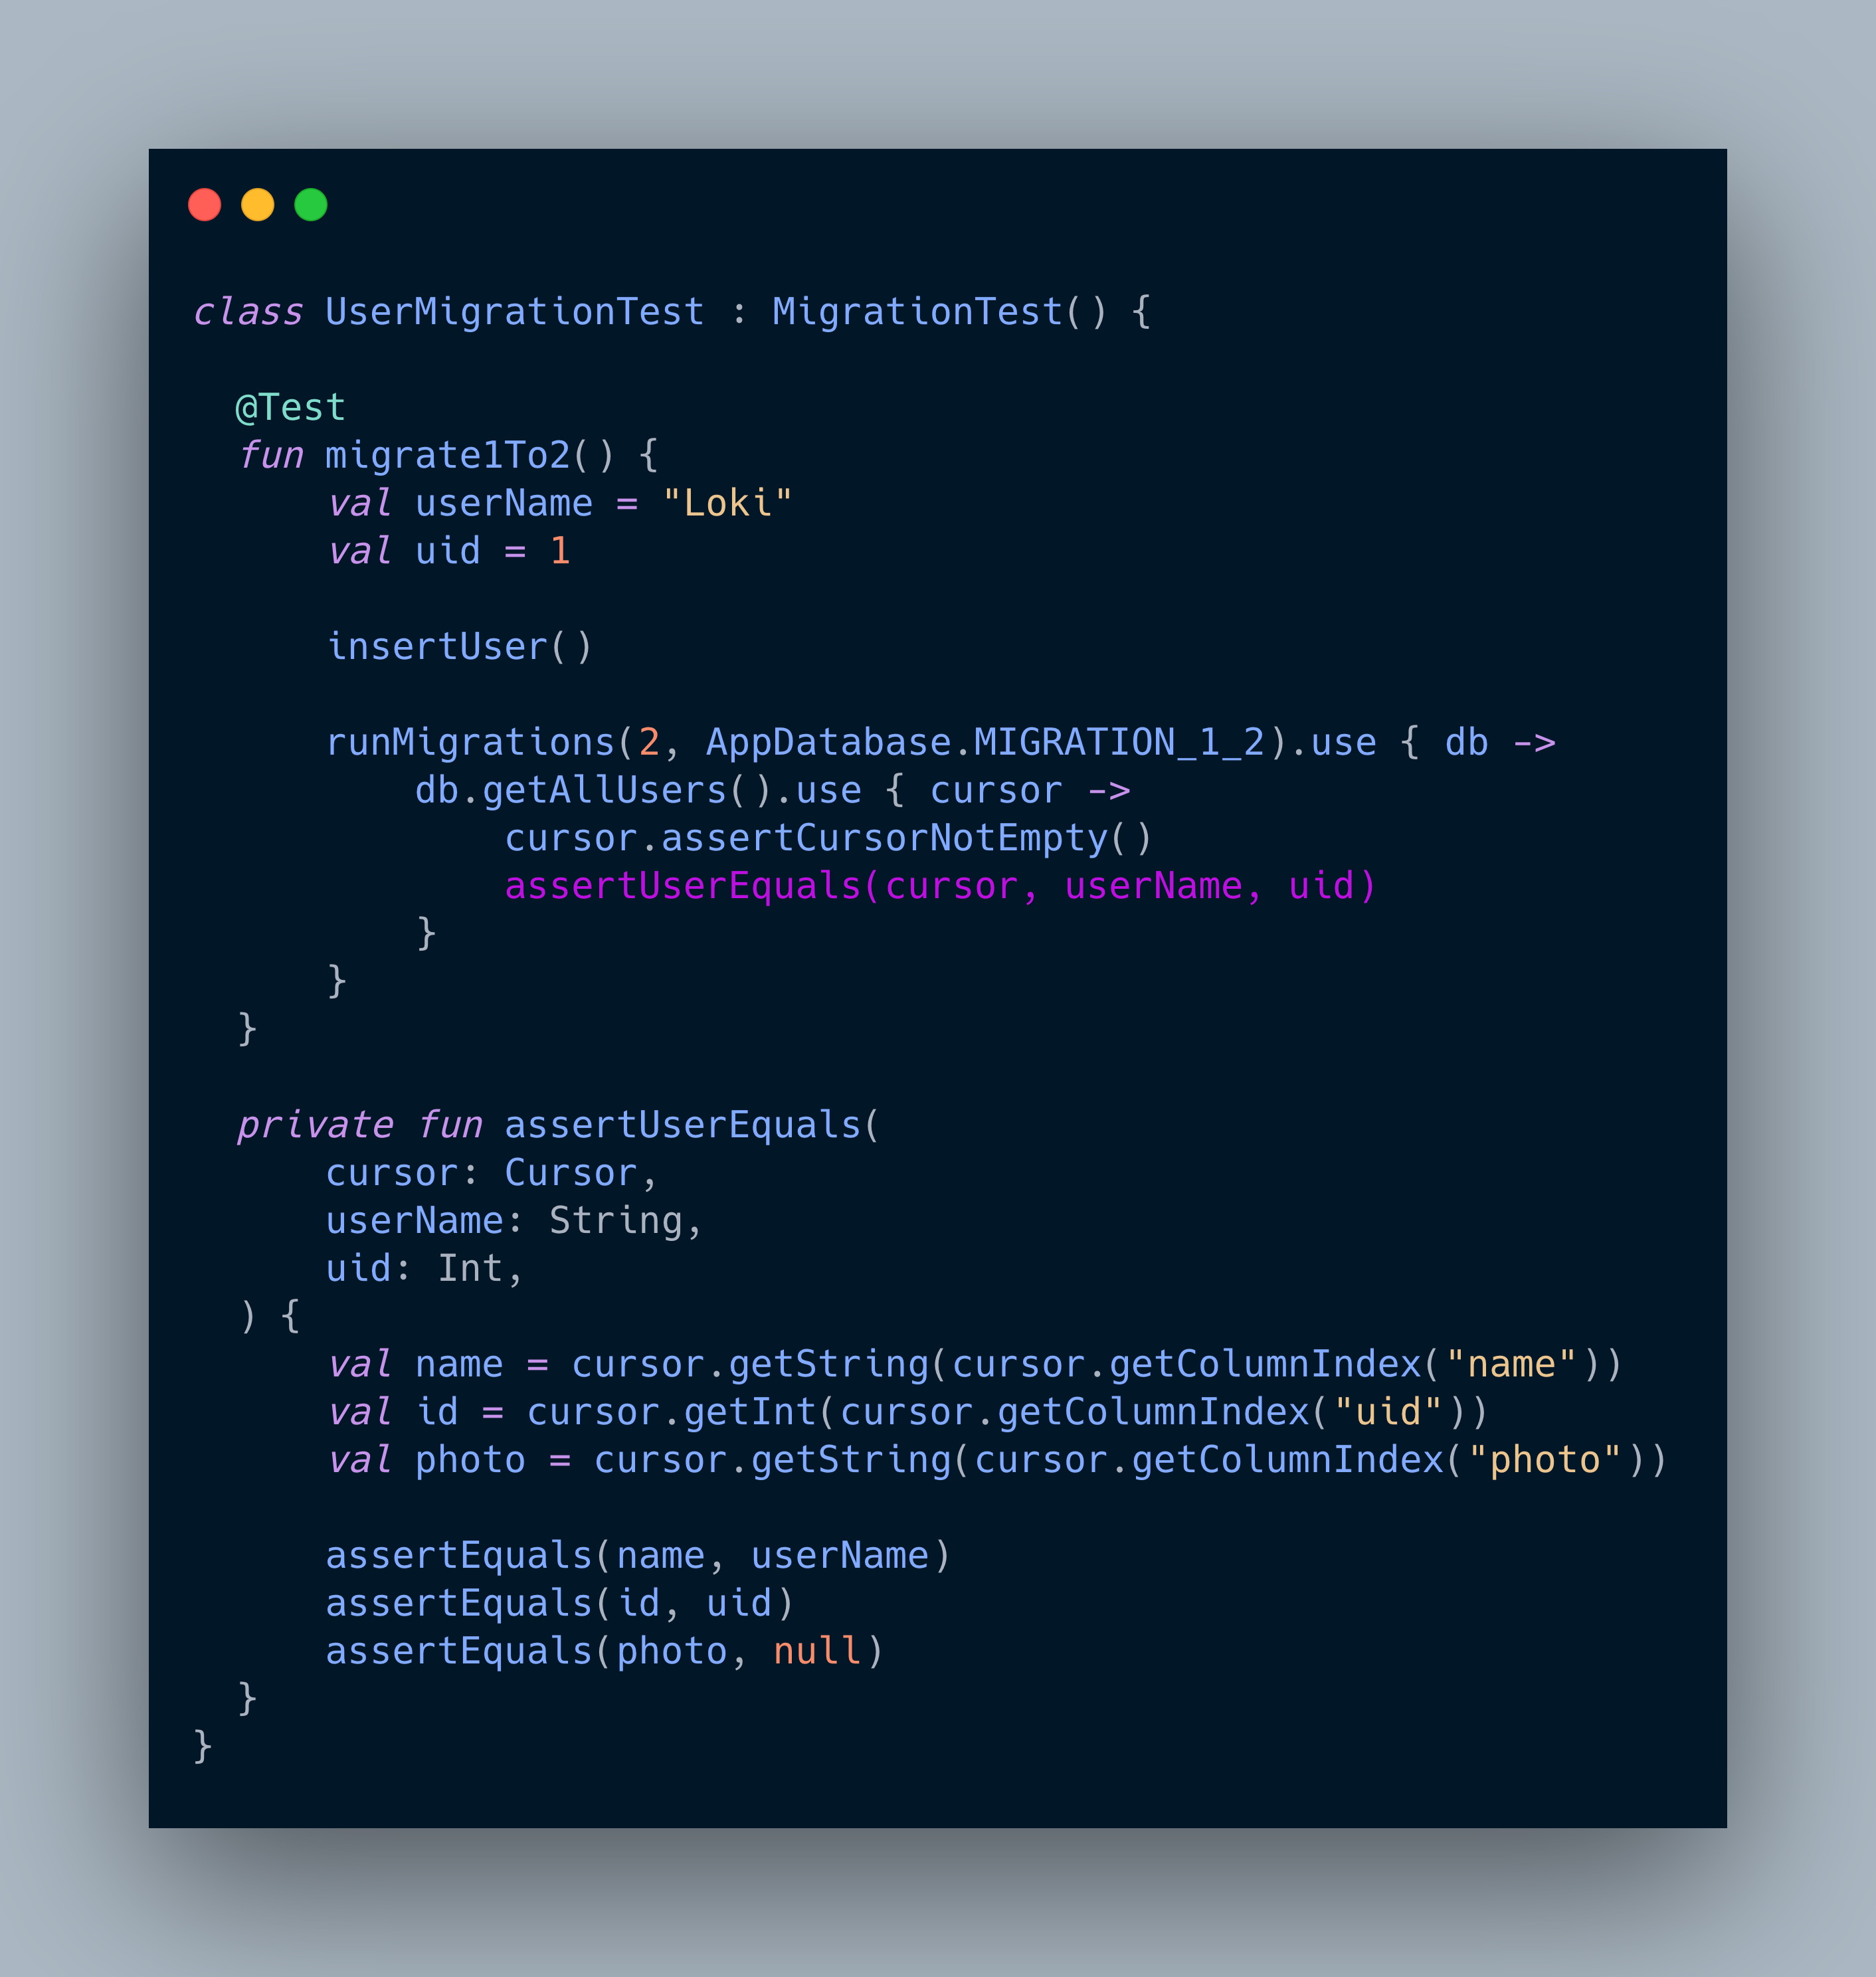 class UserMigrationTest : MigrationTest() {
@Test
fun migrate1To2() {
val userName = "Loki"
val uid = 1
insertUser()
runMigrations(2, AppDatabase.MIGRATION_1_2).use { db ->
db.getAllUsers().use { cursor ->
cursor.assertCursorNotEmpty()
assertUserEquals(cursor, userName, uid)
}
}
}
private fun assertUserEquals(
cursor: Cursor,
userName: String,
uid: Int,
) {
val name = cursor.getString(cursor.getColumnIndex("name"))
val id = cursor.getInt(cursor.getColumnIndex("uid"))
val photo = cursor.getString(cursor.getColumnIndex("photo"))
assertEquals(name, userName)
assertEquals(id, uid)
assertEquals(photo, null)
}
}